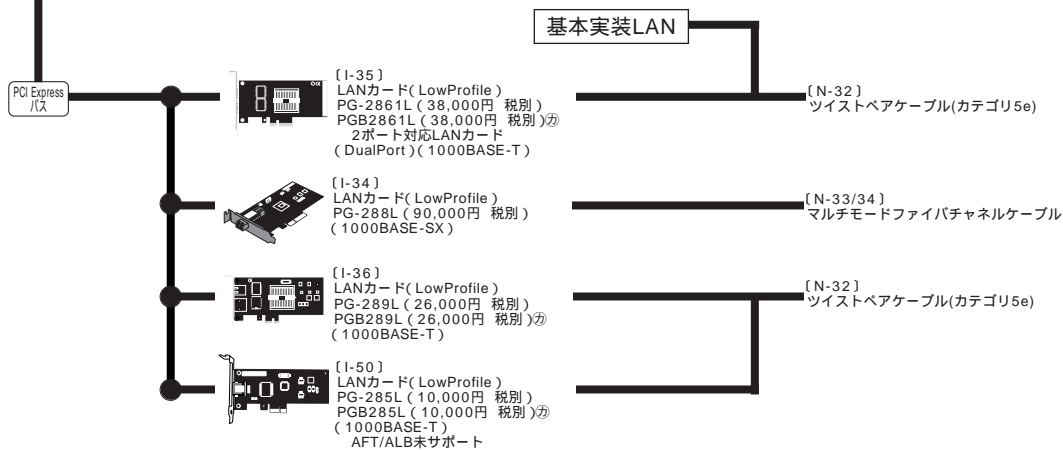 基本実装LAN
PCI Express
バス
〔I-35〕
LANカード(LowProfile)
PG-2861L(38,000円 税別)
PGB2861L(38,000円 税別)㋕
2ポート対応LANカード
(DualPort)(1000BASE-T)
〔N-32〕
ツイストペアケーブル(カテゴリ5e)
〔I-34〕
LANカード(LowProfile)
PG-288L(90,000円 税別)
(1000BASE-SX)
〔N-33/34〕
マルチモードファイバチャネルケーブル
〔I-36〕
LANカード(LowProfile)
PG-289L(26,000円 税別)
PGB289L(26,000円 税別)㋕
(1000BASE-T)
〔N-32〕
ツイストペアケーブル(カテゴリ5e)
〔I-50〕
LANカード(LowProfile)
PG-285L(10,000円 税別)
PGB285L(10,000円 税別)㋕
(1000BASE-T)
AFT/ALB未サポート